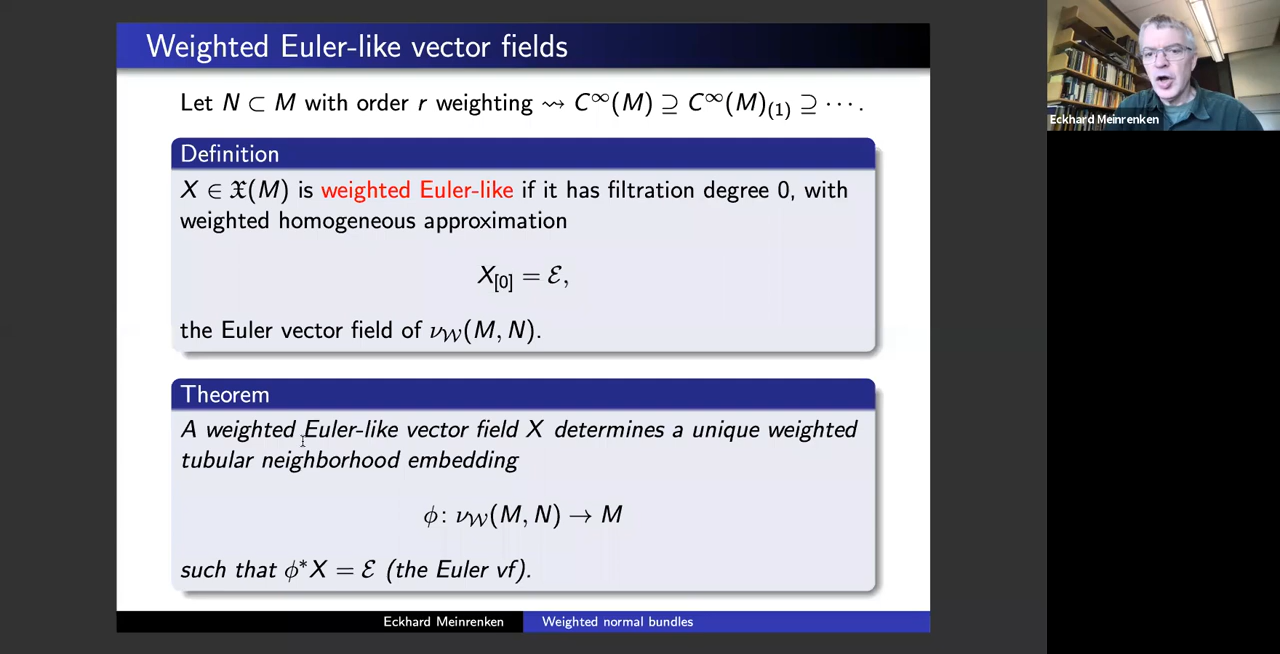 Weighted Euler-like vector fields
Let N ⊂ M with order r weighting ⇝ C∞(M) ⊇ C∞(M)(1) ⊇ ⋯.
Definition
X ∈ 𝔛(M) is weighted Euler-like if it has filtration degree 0, with
weighted homogeneous approximation
X[0] = ℰ,
the Euler vector field of ν𝒲(M, N).
Theorem
A weighted Euler-like vector field X determines a unique weighted
tubular neighborhood embedding
ϕ: ν𝒲(M, N) → M
such that ϕ*X = ℰ (the Euler vf).
Eckhard Meinrenken
Weighted normal bundles
Eckhard Meinrenken